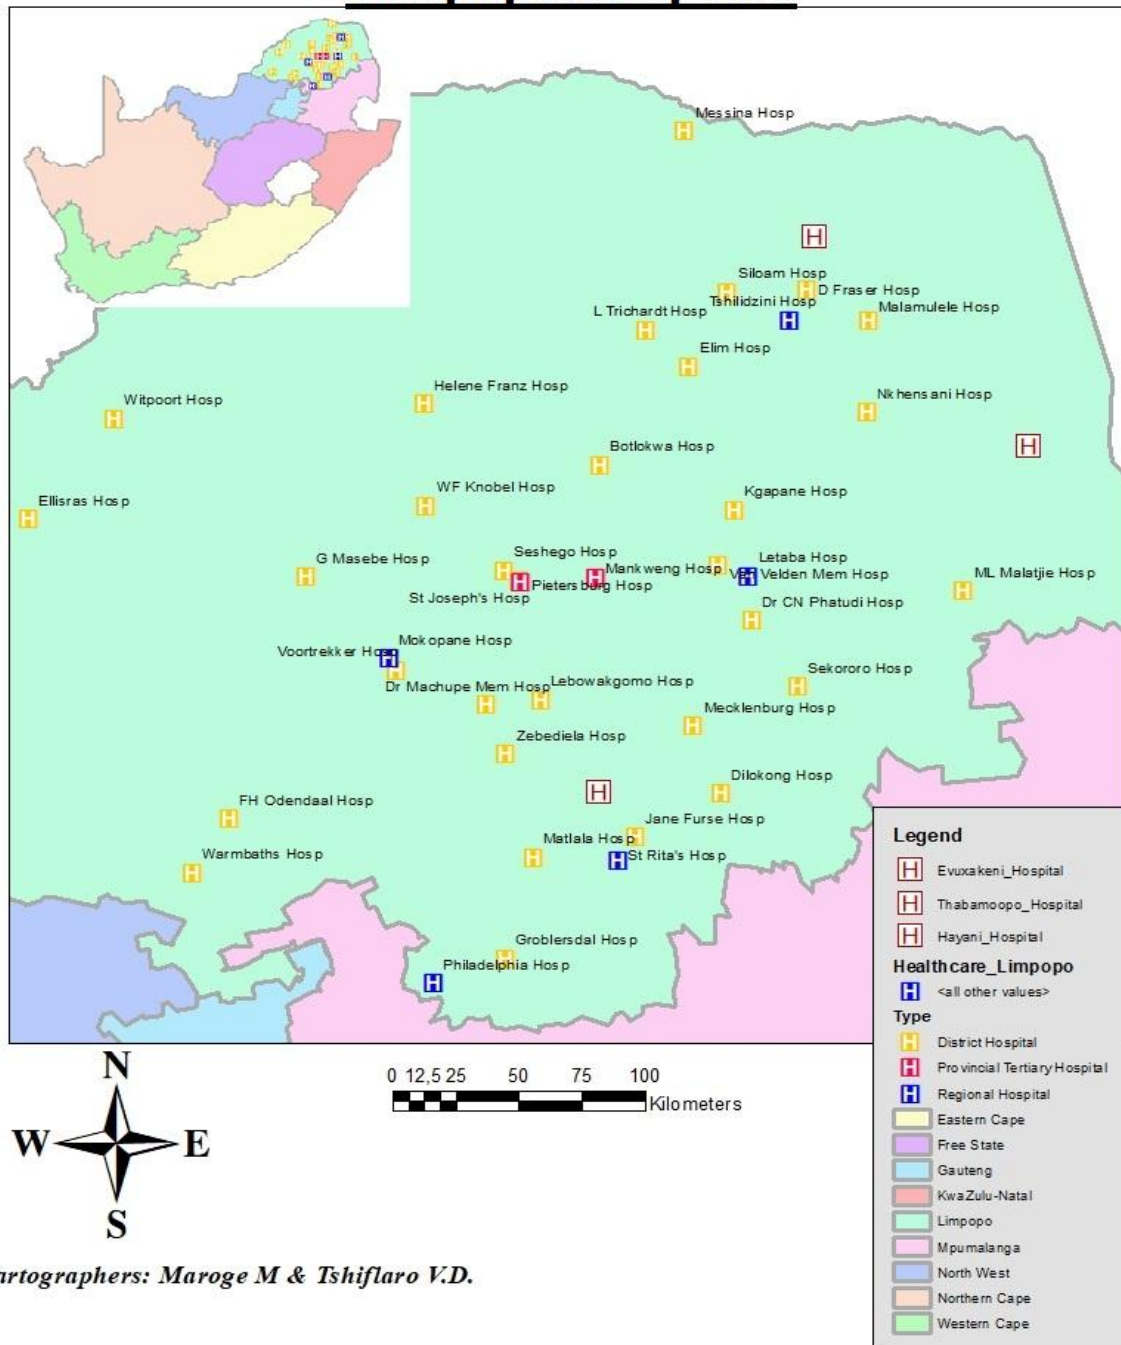 Messina Hosp
Siloam Hosp
D Fraser Hosp
Tshilidzini Hosp
Malamulele Hosp
L Trichardt Hosp
Elim Hosp
Helene Franz Hosp
Nkhensani Hosp
Witpoort Hosp
Botlokwa Hosp
WF Knobel Hosp
Kgapane Hosp
Ellisras Hosp
Seshego Hosp
Letaba Hosp
G Masebe Hosp
Mankweng Hosp
Van Velden Mem Hosp
ML Malatjie Hosp
Pietersburg Hosp
St Joseph's Hosp
Dr CN Phatudi Hosp
Mokopane Hosp
Voortrekker Hosp
Sekororo Hosp
Lebowakgomo Hosp
Dr Machupe Mem Hosp
Mecklenburg Hosp
Zebediela Hosp
Dilokong Hosp
FH Odendaal Hosp
Jane Furse Hosp
Matlala Hosp
Warmbaths Hosp
St Rita's Hosp
Groblersdal Hosp
Philadelphia Hosp
H
H
H
Legend
H Evuxakeni_Hospital
H Thabamoopo_Hospital
H Hayani_Hospital
Healthcare_Limpopo
H <all other values>
Type
H District Hospital
H Provincial Tertiary Hospital
H Regional Hospital
Eastern Cape
Free State
Gauteng
KwaZulu-Natal
Limpopo
Mpumalanga
North West
Northern Cape
Western Cape
N
W E
S
0 12,5 25 50 75 100
Kilometers
artographers: Maroge M & Tshiflaro V.D.